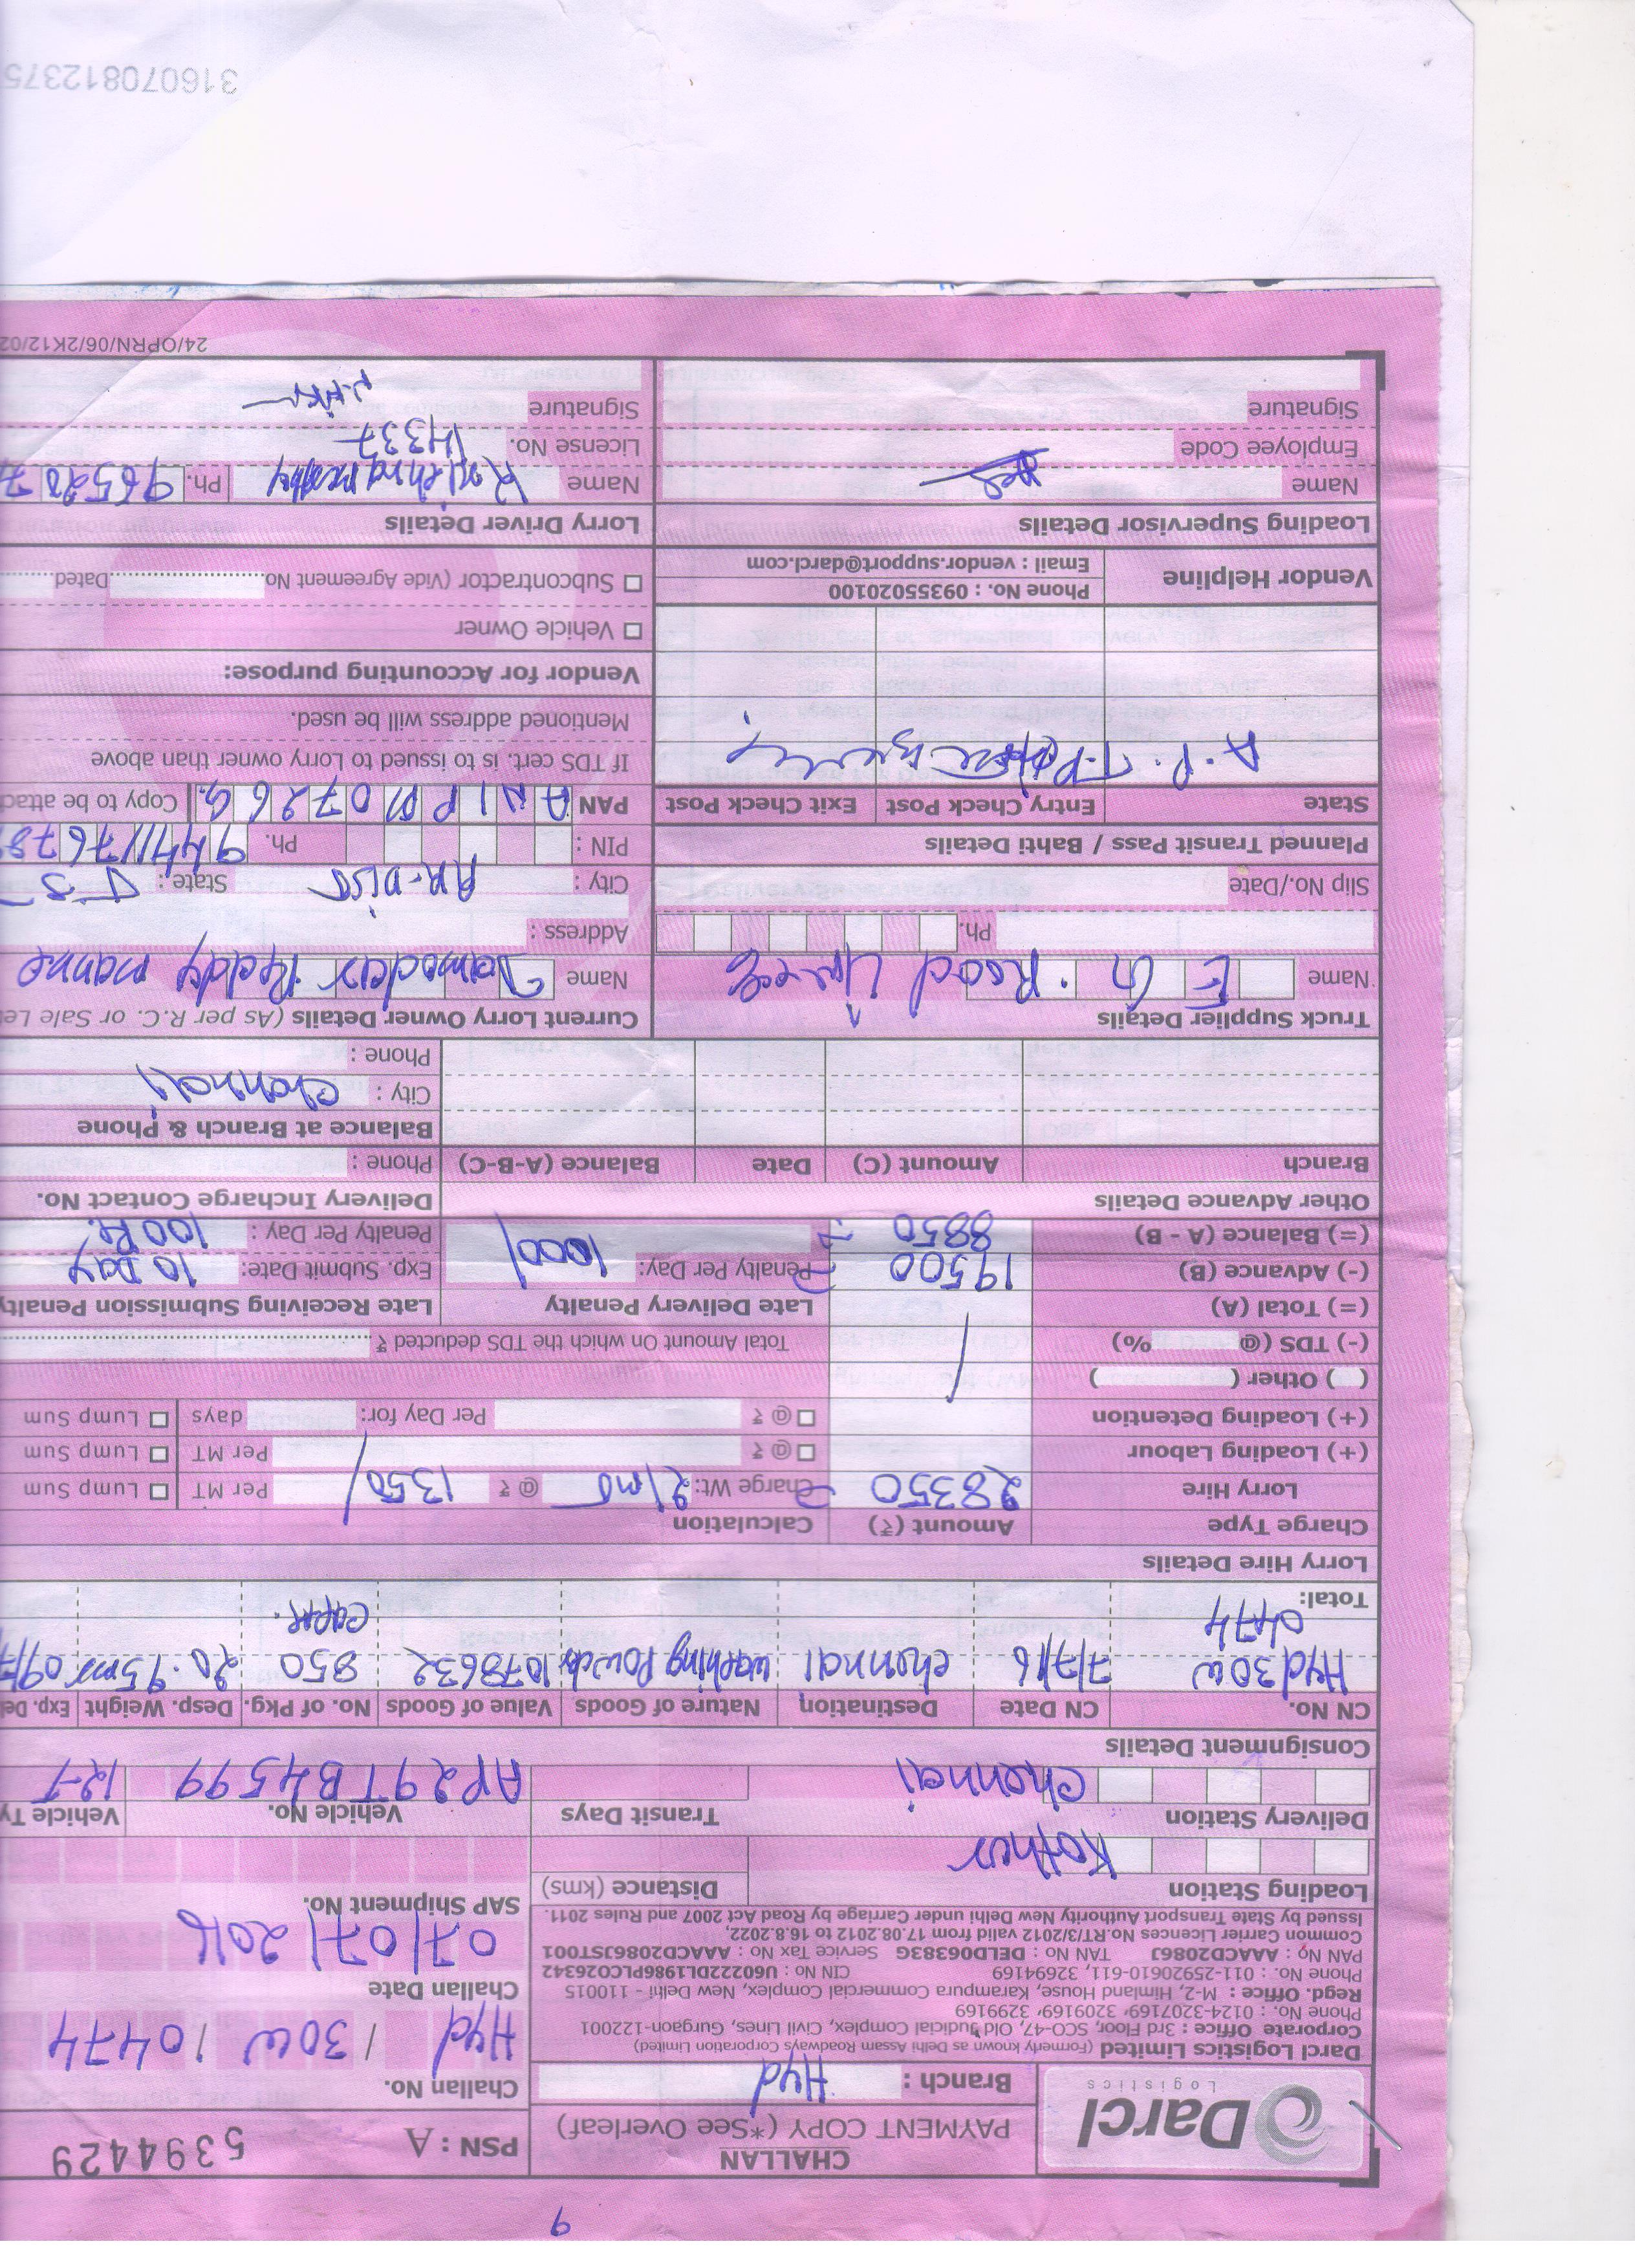 9
Darcl
Logistics
CHALLAN
PAYMENT COPY (*See Overleaf)
Branch : Hyd
PSN : A 5394429
Challan No.
Hyd / 30W / 0474
Darcl Logistics Limited (Formerly known as Delhi Assam Roadways Corporation Limited)
Corporate Office : 3rd Floor, SCO-47, Old Judicial Complex, Civil Lines, Gurgaon-122001
Phone No. : 0124-3207169, 3209169, 3299169
Regd. Office : M-2, Himland House, Karampura Commercial Complex, New Delhi - 110015
Phone No. : 011-25920610-611, 32694169 CIN No : U60222DL1986PLC026342
PAN No : AAACD2086J TAN No : DELD06383G Service Tax No : AAACD2086JST001
Common Carrier Licences No.RT/3/2012 valid from 17.08.2012 to 16.8.2022,
Issued by State Transport Authority New Delhi under Carriage by Road Act 2007 and Rules 2011.
Challan Date
07/07/2016
SAP Shipment No.
Loading Station Kothur
Distance (kms)
Delivery Station Chennai
Transit Days
Vehicle No. Vehicle Ty
AP29TB4599 12T
Consignment Details
CN No. CN Date Destination Nature of Goods Value of Goods No. of Pkg. Desp. Weight Exp. Del
Hyd 30W 7/7/16 Chennai washing Powder 1078632 850 20.95mt 09/7
0474
Total:
Lorry Hire Details
Charge Type Amount (₹) Calculation
Lorry Hire 28350 Charge Wt: 21mt @ ₹ 1350/ Per MT Lump Sum
(+) Loading Labour @ ₹ Per MT Lump Sum
(+) Loading Detention @ ₹ Per Day for: days Lump Sum
( ) Other ( )
(-) TDS (@ %) Total Amount On which the TDS deducted ₹
(=) Total (A) Late Delivery Penalty Late Receiving Submission Penalty
(-) Advance (B) 19500 Penalty Per Day: 1000/ Exp. Submit Date: 10 Day
(=) Balance (A - B) 8850 Penalty Per Day : 100 Rs.
Other Advance Details Delivery Incharge Contact No.
Branch Amount (C) Date Balance (A-B-C) Phone :
Balance at Branch & Phone
City : Chennai
Phone :
Truck Supplier Details Current Lorry Owner Details (As per R.C. or Sale Le
Name E G. Road Lines Name Damodar Reddy manne
Ph. Address :
Slip No./Date City : RR-Dist State : TS
Planned Transit Pass / Bahti Details PIN : Ph. 944111767
State Entry Check Post Exit Check Post PAN ANIPM0726G Copy to be attac
A.P. T.P.
If TDS cert. is to issued to Lorry owner than above
Mentioned address will be used.
Vendor for Accounting purpose:
Vehicle Owner
Vendor Helpline
Phone No. : 09355020100
Email : vendor.support@darcl.com
Subcontractor (Vide Agreement No. Dated
Loading Supervisor Details Lorry Driver Details
Name Name Ph. 965207
Employee Code License No. 14337
Signature Signature
24/OPRN/06/2K12/02
316070812375